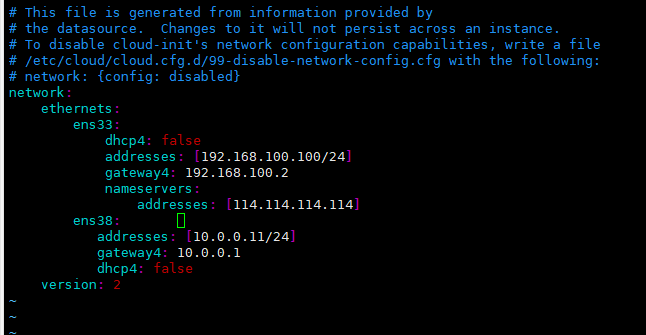 # This file is generated from information provided by
# the datasource.  Changes to it will not persist across an instance.
# To disable cloud-init's network configuration capabilities, write a file
# /etc/cloud/cloud.cfg.d/99-disable-network-config.cfg with the following:
# network: {config: disabled}
network:
    ethernets:
        ens33:
            dhcp4: false
            addresses: [192.168.100.100/24]
            gateway4: 192.168.100.2
            nameservers:
                addresses: [114.114.114.114]
        ens38:
           addresses: [10.0.0.11/24]
           gateway4: 10.0.0.1
           dhcp4: false
    version: 2
~
~
~